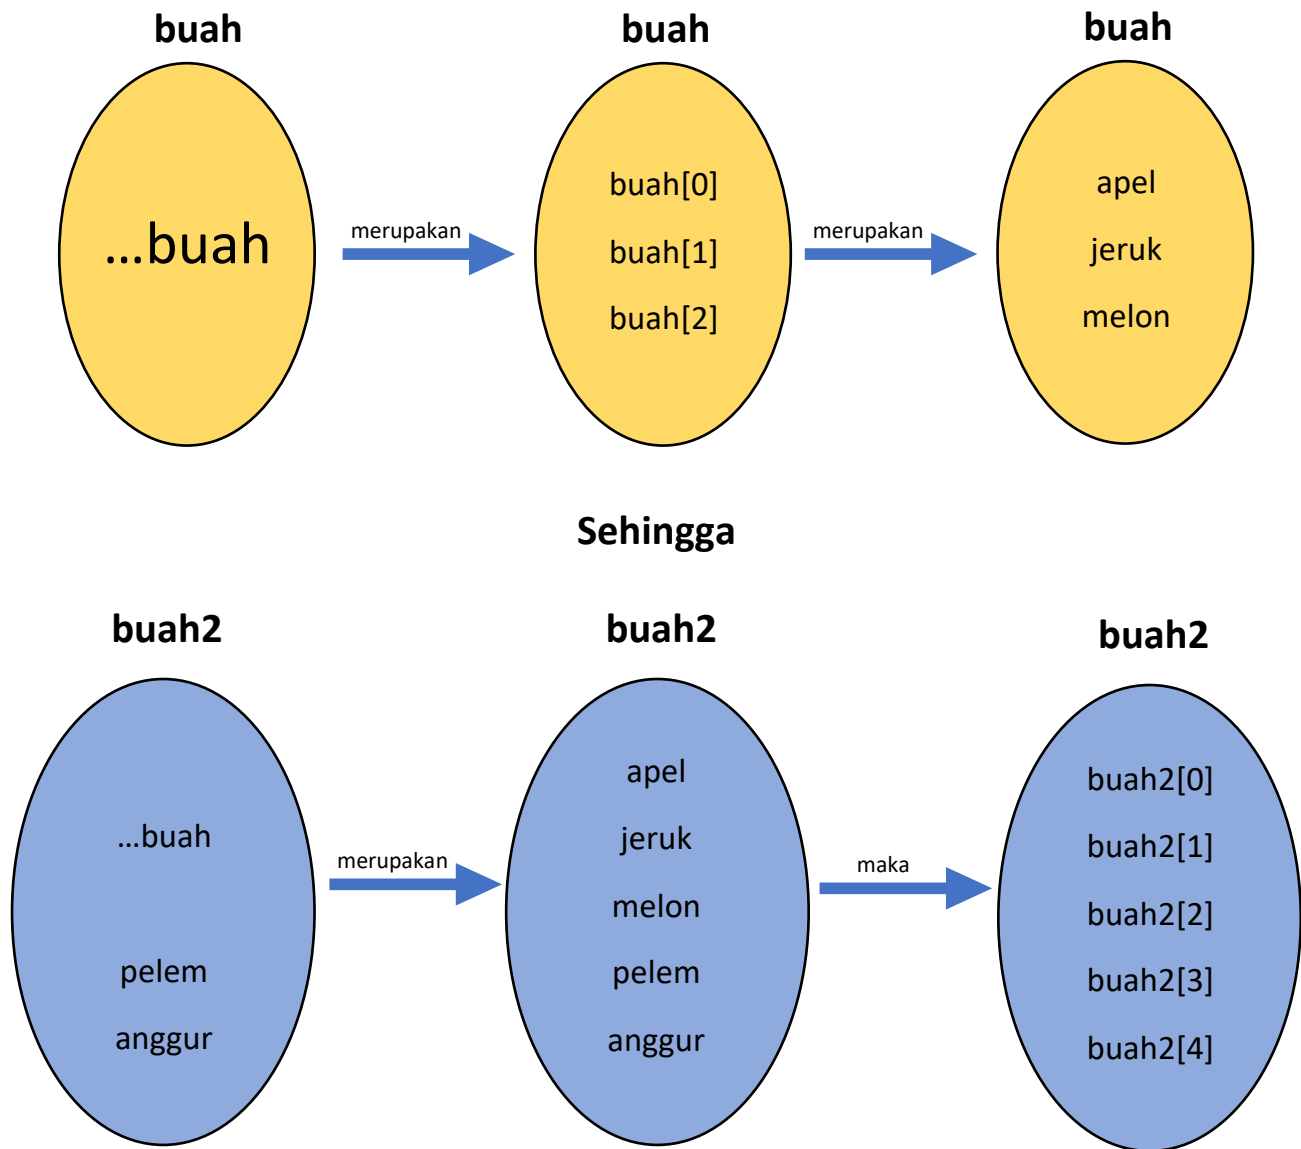 buah buah buah
...buah
merupakan
buah[0]
buah[1]
buah[2]
merupakan
apel
jeruk
melon
Sehingga
buah2 buah2 buah2
...buah
pelem
anggur
merupakan
apel
jeruk
melon
pelem
anggur
maka
buah2[0]
buah2[1]
buah2[2]
buah2[3]
buah2[4]